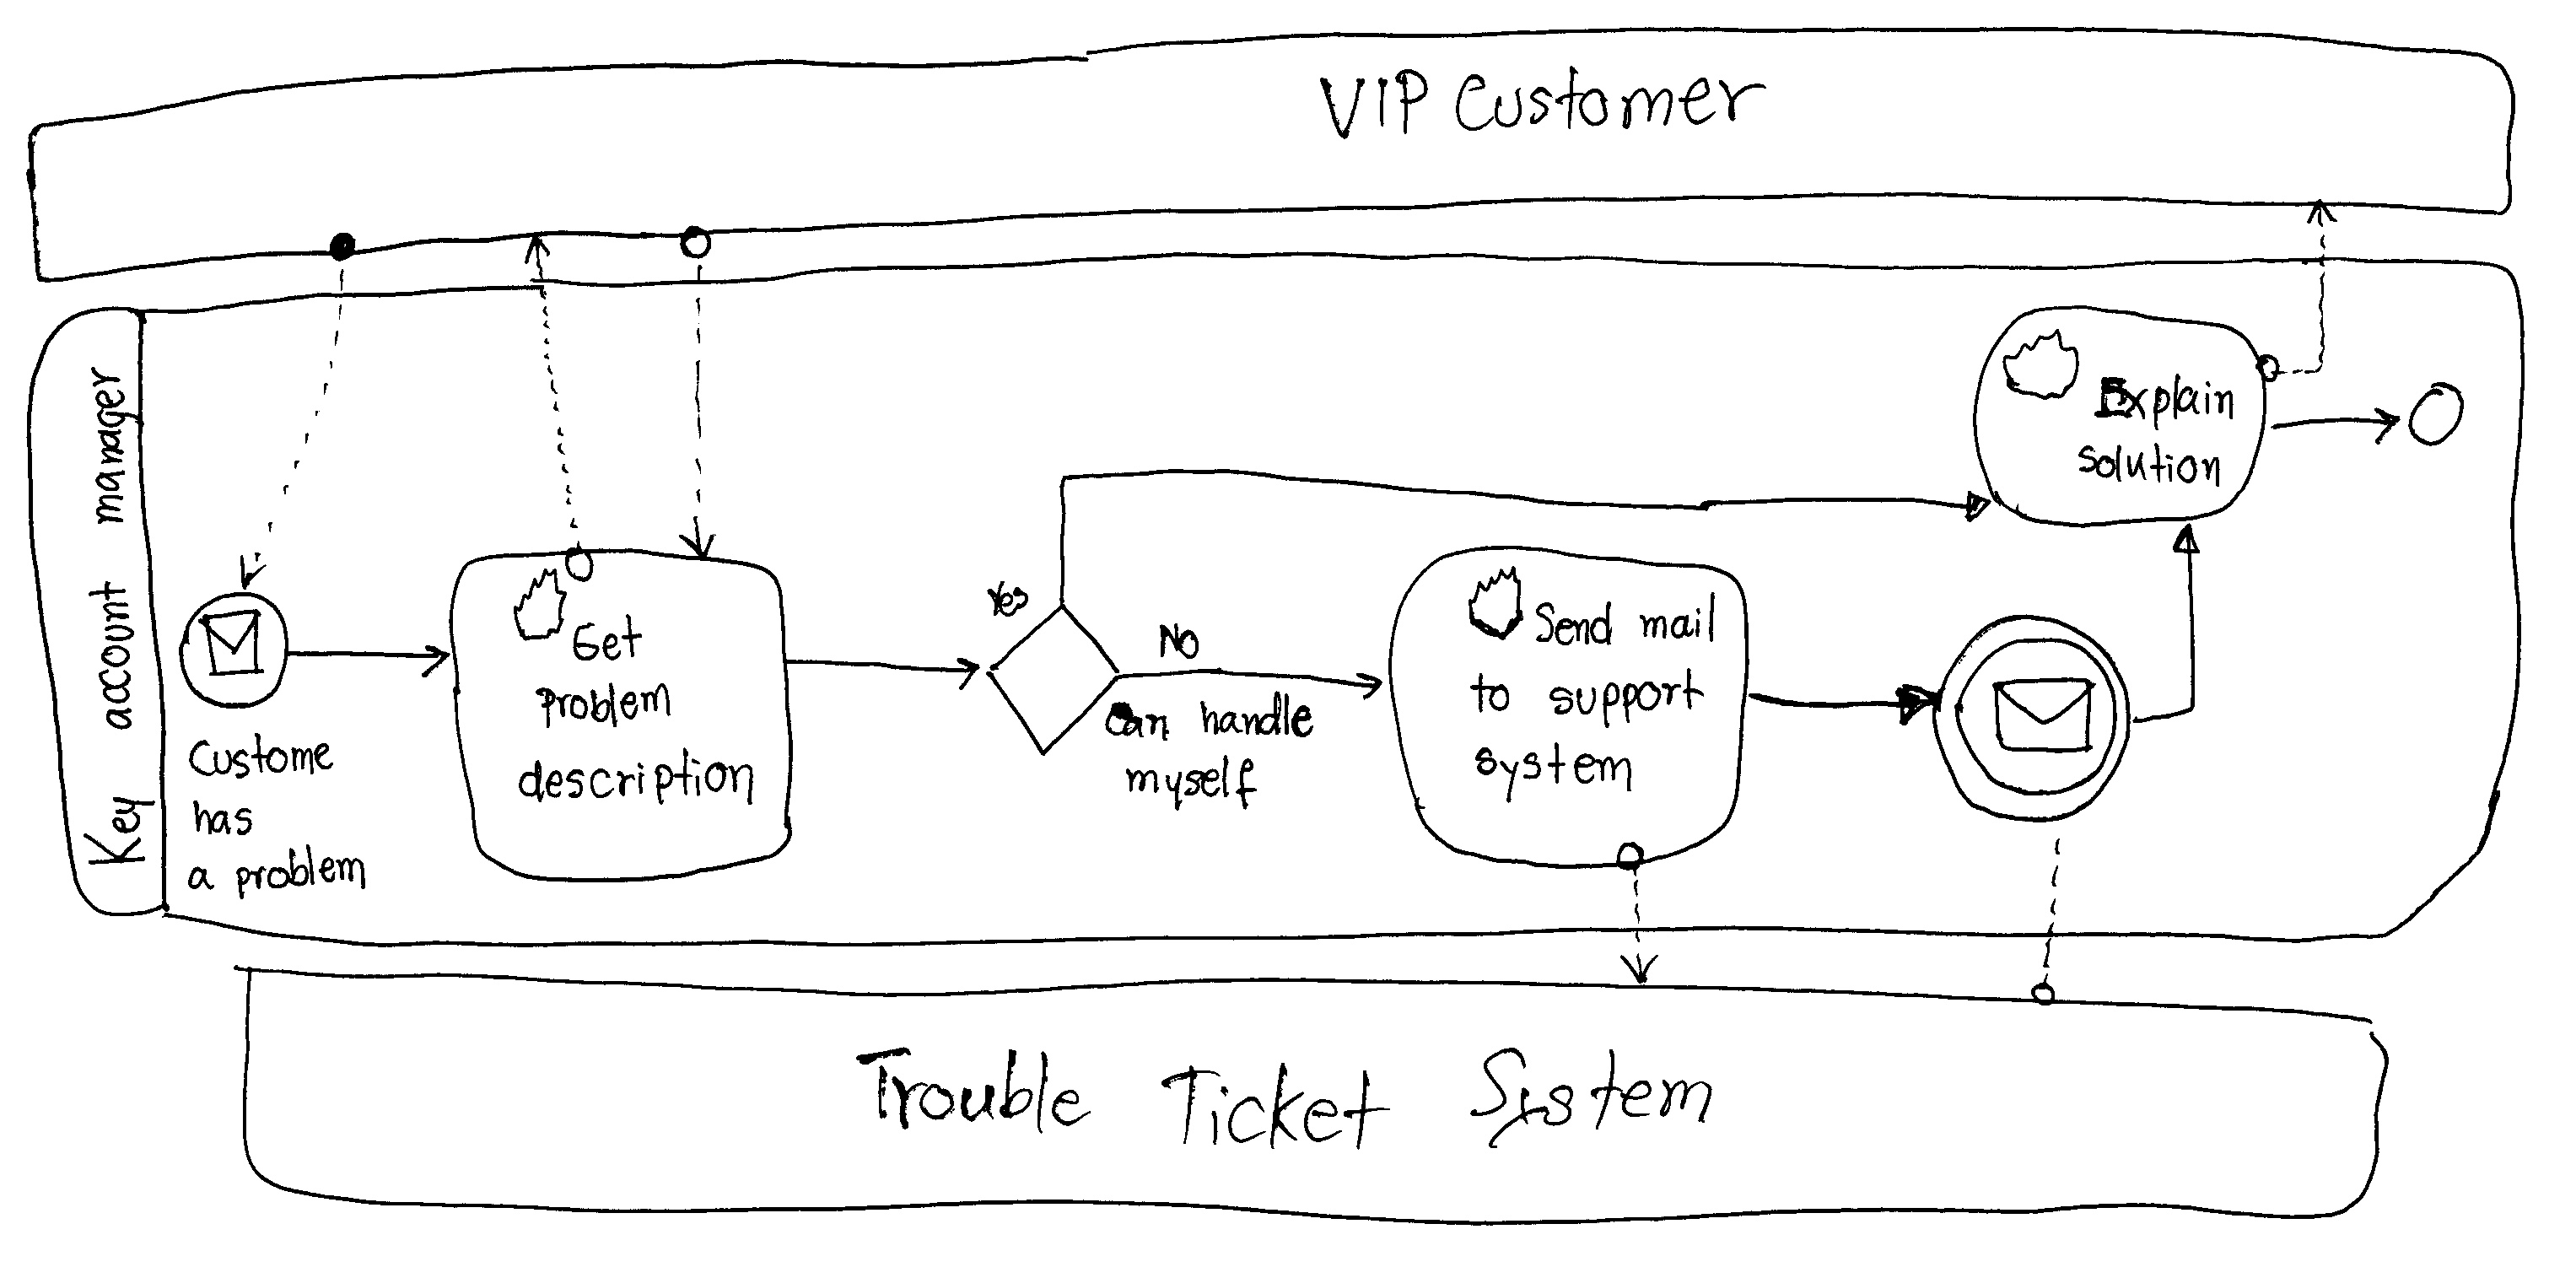 VIP Customer
Key account manager
Custome
has
a problem
Get
problem
description
Yes
No
Can handle
myself
Send mail
to support
system
Explain
solution
Trouble Ticket System